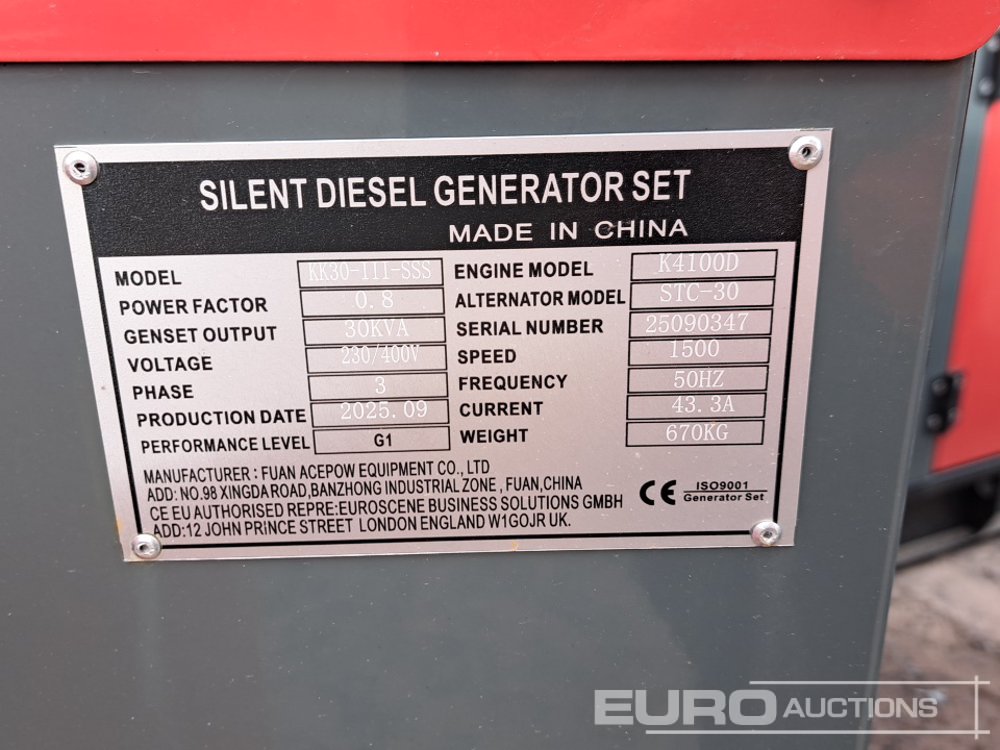 SILENT DIESEL GENERATOR SET
MADE IN CHINA
MODEL KK30-III-SSS
POWER FACTOR 0.8
GENSET OUTPUT 30KVA
VOLTAGE 230/400V
PHASE 3
PRODUCTION DATE 2025.09
PERFORMANCE LEVEL G1
ENGINE MODEL K4100D
ALTERNATOR MODEL STC-30
SERIAL NUMBER 25090347
SPEED 1500
FREQUENCY 50HZ
CURRENT 43.3A
WEIGHT 670KG
MANUFACTURER : FUAN ACEPOW EQUIPMENT CO., LTD
ADD: NO.98 XINGDA ROAD,BANZHONG INDUSTRIAL ZONE , FUAN,CHINA
CE EU AUTHORISED REPRE:EUROSCENE BUSINESS SOLUTIONS GMBH
ADD:12 JOHN PRINCE STREET LONDON ENGLAND W1GOJR UK.
CE ISO9001
Generator Set
EURO AUCTIONS